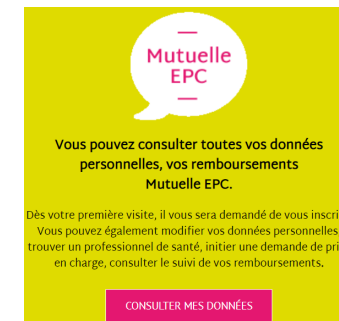 Mutuelle
EPC
Vous pouvez consulter toutes vos données
personnelles, vos remboursements
Mutuelle EPC.
Dès votre première visite, il vous sera demandé de vous inscri
Vous pouvez également modifier vos données personnelles
trouver un professionnel de santé, initier une demande de pri
en charge, consulter le suivi de vos remboursements.
CONSULTER MES DONNÉES